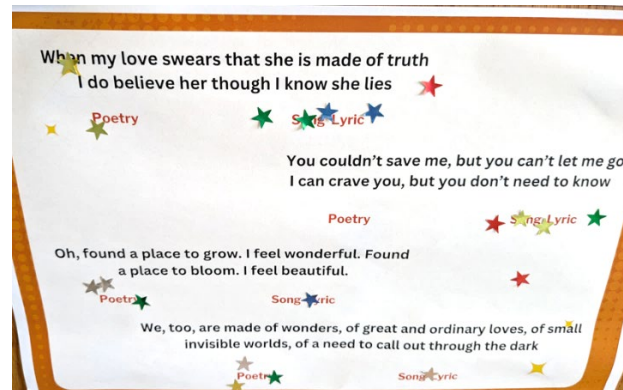 When my love swears that she is made of truth
I do believe her though I know she lies
Poetry Song Lyric
You couldn't save me, but you can't let me go
I can crave you, but you don't need to know
Poetry Song Lyric
Oh, found a place to grow. I feel wonderful. Found
a place to bloom. I feel beautiful.
Poetry Song Lyric
We, too, are made of wonders, of great and ordinary loves, of small
invisible worlds, of a need to call out through the dark
Poetry Song Lyric